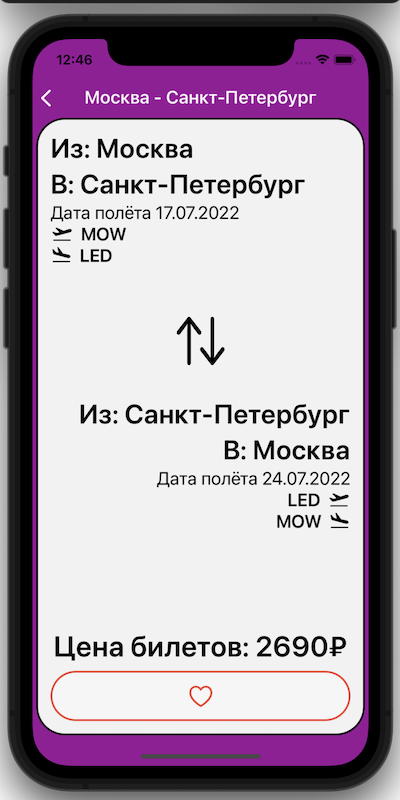 12:46
Москва - Санкт-Петербург
Из: Москва
В: Санкт-Петербург
Дата полёта 17.07.2022
MOW
LED
Из: Санкт-Петербург
В: Москва
Дата полёта 24.07.2022
LED
MOW
Цена билетов: 2690₽